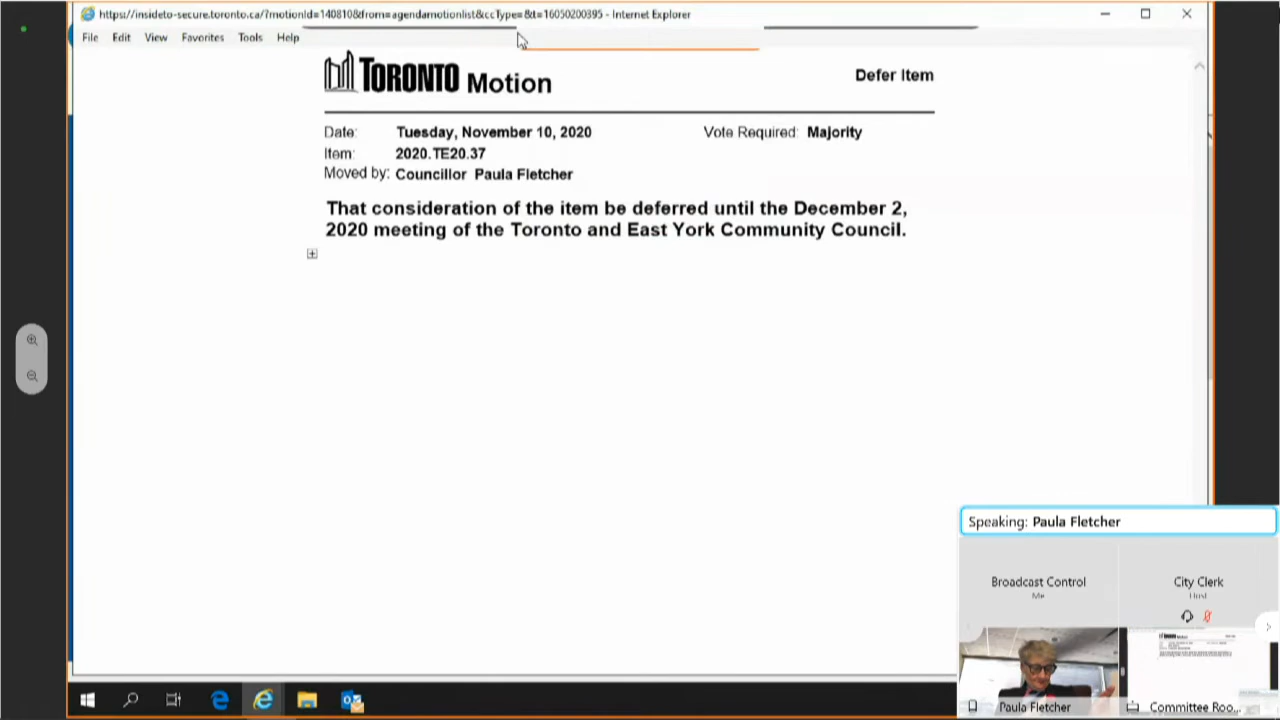 https://insideto-secure.toronto.ca/?motionId=140810&from=agendamotionlist&ccType=&t=16050200395 - Internet Explorer
File Edit View Favorites Tools Help
TORONTO Motion
Defer Item
Date: Tuesday, November 10, 2020
Vote Required: Majority
Item: 2020.TE20.37
Moved by: Councillor Paula Fletcher
That consideration of the item be deferred until the December 2,
2020 meeting of the Toronto and East York Community Council.
Speaking: Paula Fletcher
Broadcast Control
Me
City Clerk
Host
Paula Fletcher
Committee Roo...